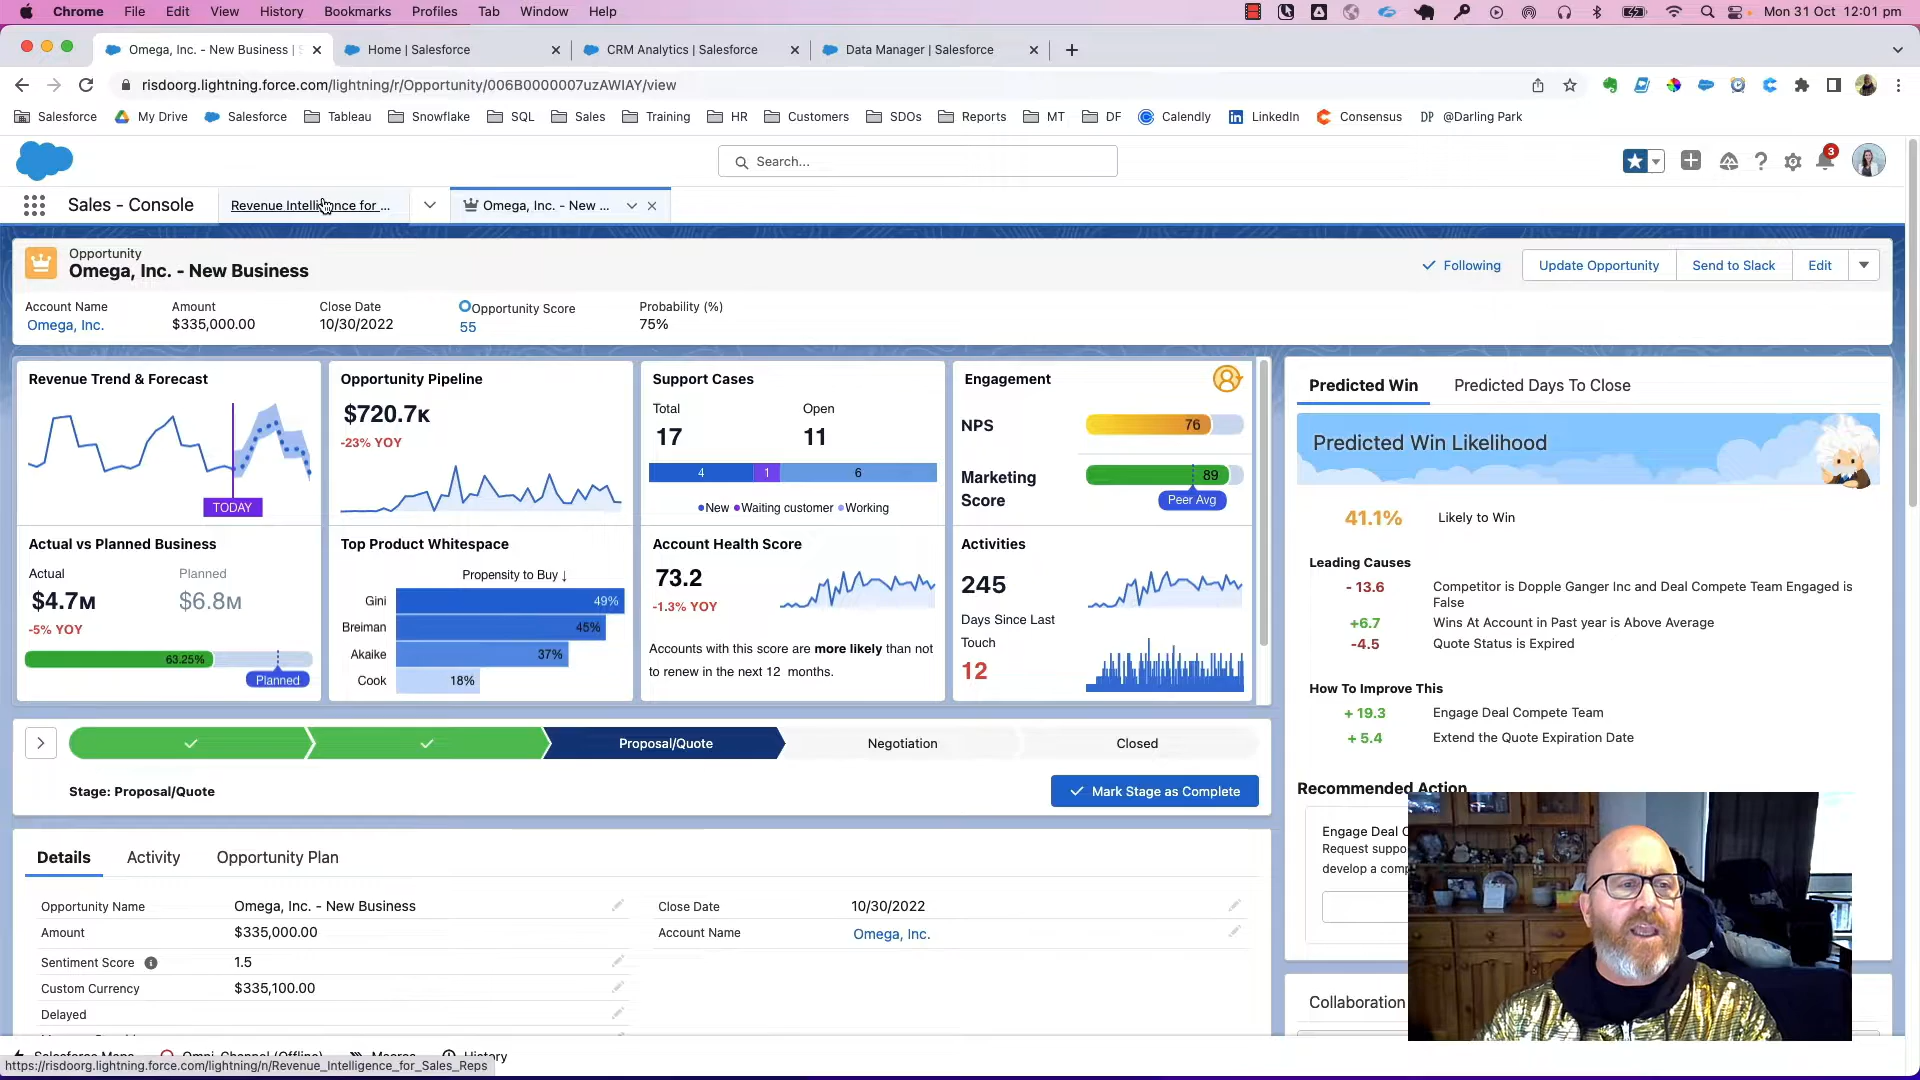 Chrome File Edit View History Bookmarks Profiles Tab Window Help Mon 31 Oct 12:01 pm
Omega, Inc. - New Business | Home | Salesforce CRM Analytics | Salesforce Data Manager | Salesforce
risdoorg.lightning.force.com/lightning/r/Opportunity/006B0000007uzAWIAY/view
Salesforce My Drive Salesforce Tableau Snowflake SQL Sales Training HR Customers SDOs Reports MT DF Calendly LinkedIn Consensus DP @Darling Park
Search... 3
Sales - Console Revenue Intelligence for ... Omega, Inc. - New ...
Opportunity
Omega, Inc. - New Business
Following Update Opportunity Send to Slack Edit
Account Name Amount Close Date Opportunity Score Probability (%)
Omega, Inc. $335,000.00 10/30/2022 55 75%
Revenue Trend & Forecast
TODAY
Opportunity Pipeline
$720.7K
-23% YOY
Support Cases
Total Open
17 11
4 1 6
New Waiting customer Working
Engagement
NPS 76
Marketing Score 89
Peer Avg
Actual vs Planned Business
Actual Planned
$4.7M $6.8M
-5% YOY
63.25%
Planned
Top Product Whitespace
Propensity to Buy ↓
Gini 49%
Breiman 45%
Akaike 37%
Cook 18%
Account Health Score
73.2
-1.3% YOY
Accounts with this score are more likely than not
to renew in the next 12 months.
Activities
245
Days Since Last
Touch
12
Predicted Win Predicted Days To Close
Predicted Win Likelihood
41.1% Likely to Win
Leading Causes
- 13.6 Competitor is Dopple Ganger Inc and Deal Compete Team Engaged is
False
+6.7 Wins At Account in Past year is Above Average
-4.5 Quote Status is Expired
How To Improve This
+ 19.3 Engage Deal Compete Team
+ 5.4 Extend the Quote Expiration Date
Recommended Action
Engage Deal
Request
develop a
Proposal/Quote Negotiation Closed
Stage: Proposal/Quote
Mark Stage as Complete
Details Activity Opportunity Plan
Opportunity Name Omega, Inc. - New Business Close Date 10/30/2022
Amount $335,000.00 Account Name Omega, Inc.
Sentiment Score 1.5
Custom Currency $335,100.00
Delayed
Collaboration
Salesforce Maps Omni-Channel (Offline) Macros History
https://risdoorg.lightning.force.com/lightning/n/Revenue_Intelligence_for_Sales_Reps